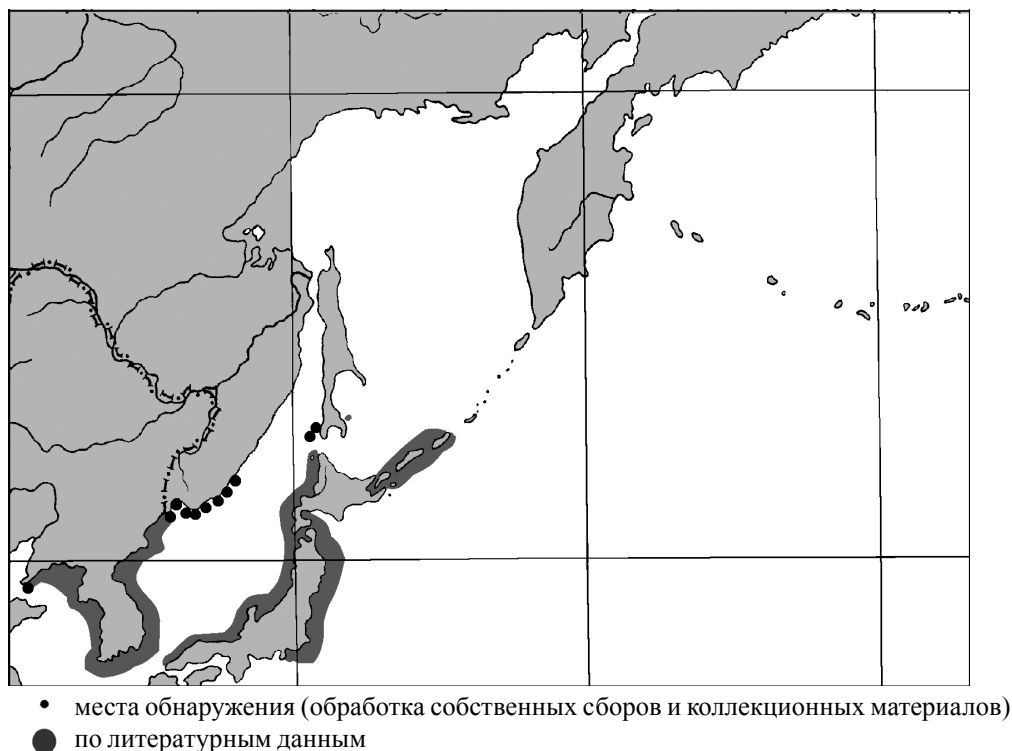 места обнаружения (обработка собственных сборов и коллекционных материалов)
по литературным данным